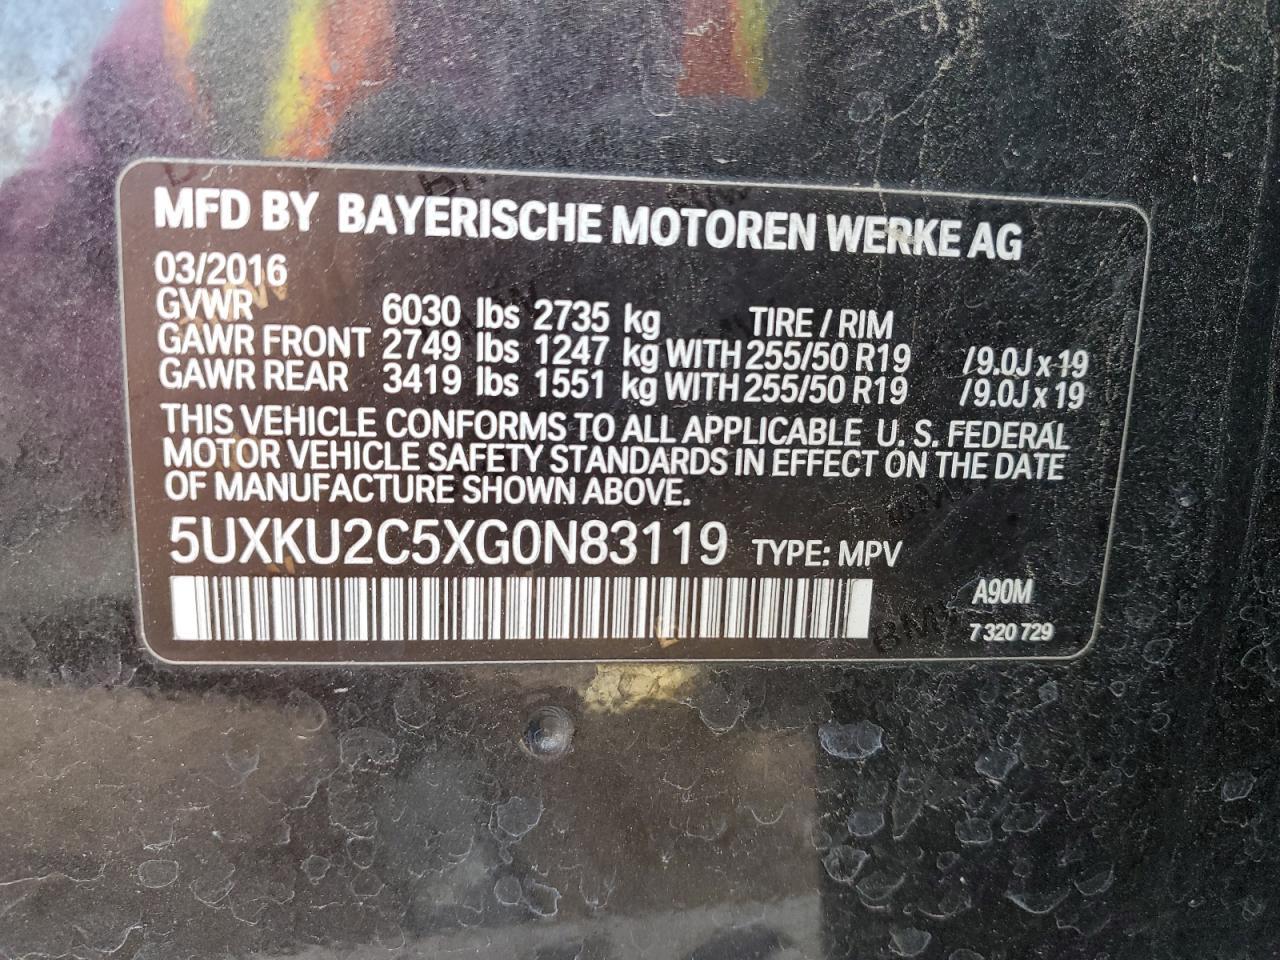 MFD BY BAYERISCHE MOTOREN WERKE AG
03/2016
GVWR 6030 lbs 2735 kg TIRE / RIM
GAWR FRONT 2749 lbs 1247 kg WITH 255/50 R19 /9.0J x 19
GAWR REAR 3419 lbs 1551 kg WITH 255/50 R19 /9.0J x 19
THIS VEHICLE CONFORMS TO ALL APPLICABLE U. S. FEDERAL
MOTOR VEHICLE SAFETY STANDARDS IN EFFECT ON THE DATE
OF MANUFACTURE SHOWN ABOVE.
5UXKU2C5XG0N83119 TYPE: MPV
A90M
7 320 729